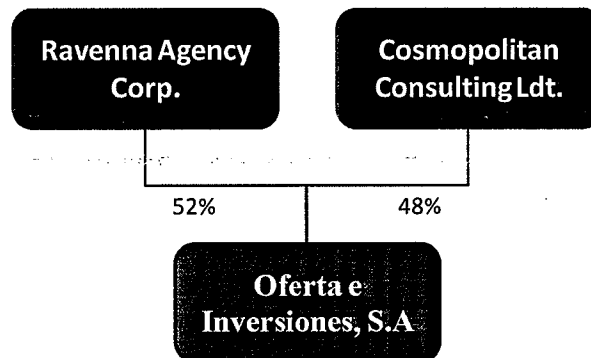 Ravenna Agency
Corp.
Cosmopolitan
Consulting Ldt.
52%
48%
Oferta e
Inversiones, S.A